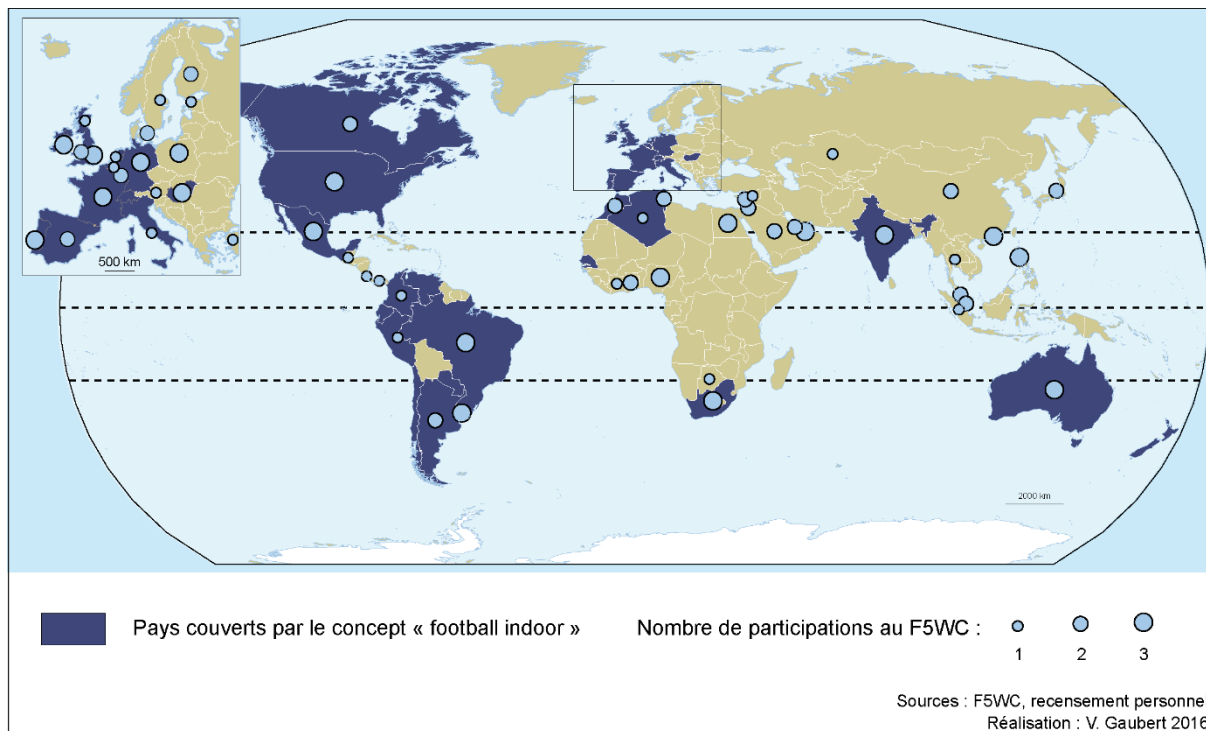 500 km
2000 km
Pays couverts par le concept « football indoor »
Nombre de participations au F5WC :
1 2 3
Sources : F5WC, recensement personne
Réalisation : V. Gaubert 2016